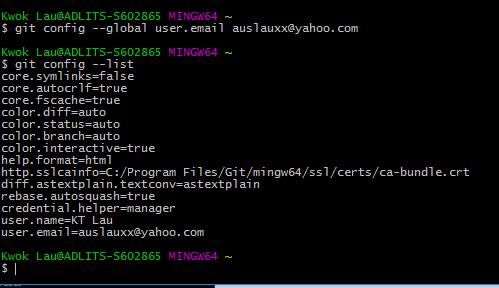 Kwok Lau@ADLITS-S602865 MINGW64 ~
$ git config --global user.email auslauxx@yahoo.com
Kwok Lau@ADLITS-S602865 MINGW64 ~
$ git config --list
core.symlinks=false
core.autocrlf=true
core.fscache=true
color.diff=auto
color.status=auto
color.branch=auto
color.interactive=true
help.format=html
http.sslcainfo=C:/Program Files/Git/mingw64/ssl/certs/ca-bundle.crt
diff.astextplain.textconv=astextplain
rebase.autosquash=true
credential.helper=manager
user.name=KT Lau
user.email=auslauxx@yahoo.com
Kwok Lau@ADLITS-S602865 MINGW64 ~
$